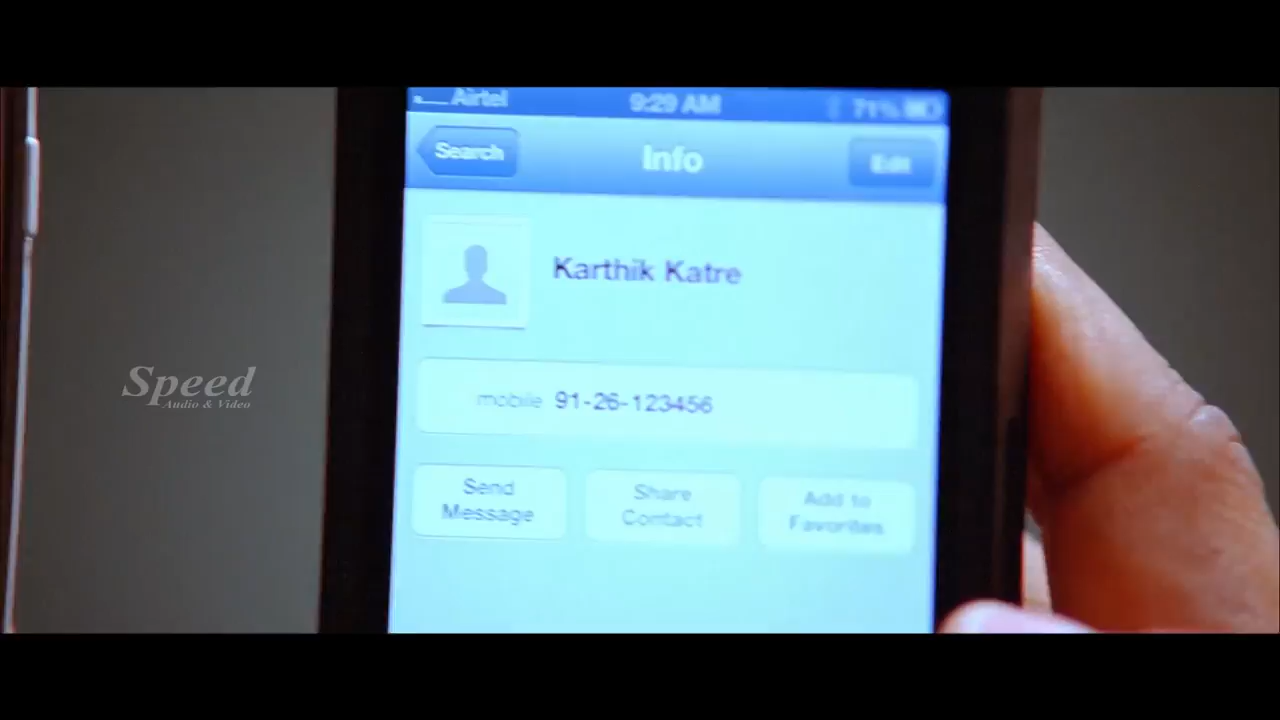 Airtel 9:29 AM 71%
Search Info Edit
Karthik Katre
mobile 91-26-123456
Send Message
Share Contact
Add to Favorites
Speed
Audio & Video